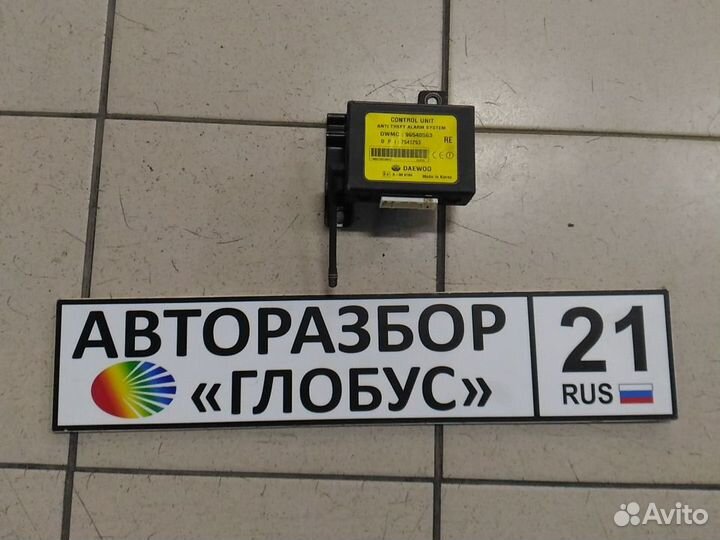 CONTROL UNIT
ANTI THEFT ALARM SYSTEM
DWMC : 96540563
RE
DAEWOO
Made in Korea
АВТОРАЗБОР
«ГЛОБУС»
21
RUS
Avito